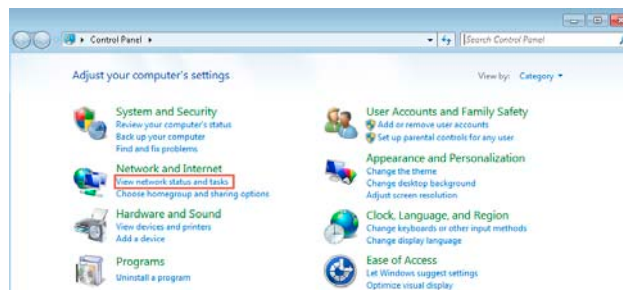 Control Panel
Search Control Panel
Adjust your computer's settings
View by: Category
System and Security
Review your computer's status
Back up your computer
Find and fix problems
Network and Internet
View network status and tasks
Choose homegroup and sharing options
Hardware and Sound
View devices and printers
Add a device
Programs
Uninstall a program
User Accounts and Family Safety
Add or remove user accounts
Set up parental controls for any user
Appearance and Personalization
Change the theme
Change desktop background
Adjust screen resolution
Clock, Language, and Region
Change keyboards or other input methods
Change display language
Ease of Access
Let Windows suggest settings
Optimize visual display